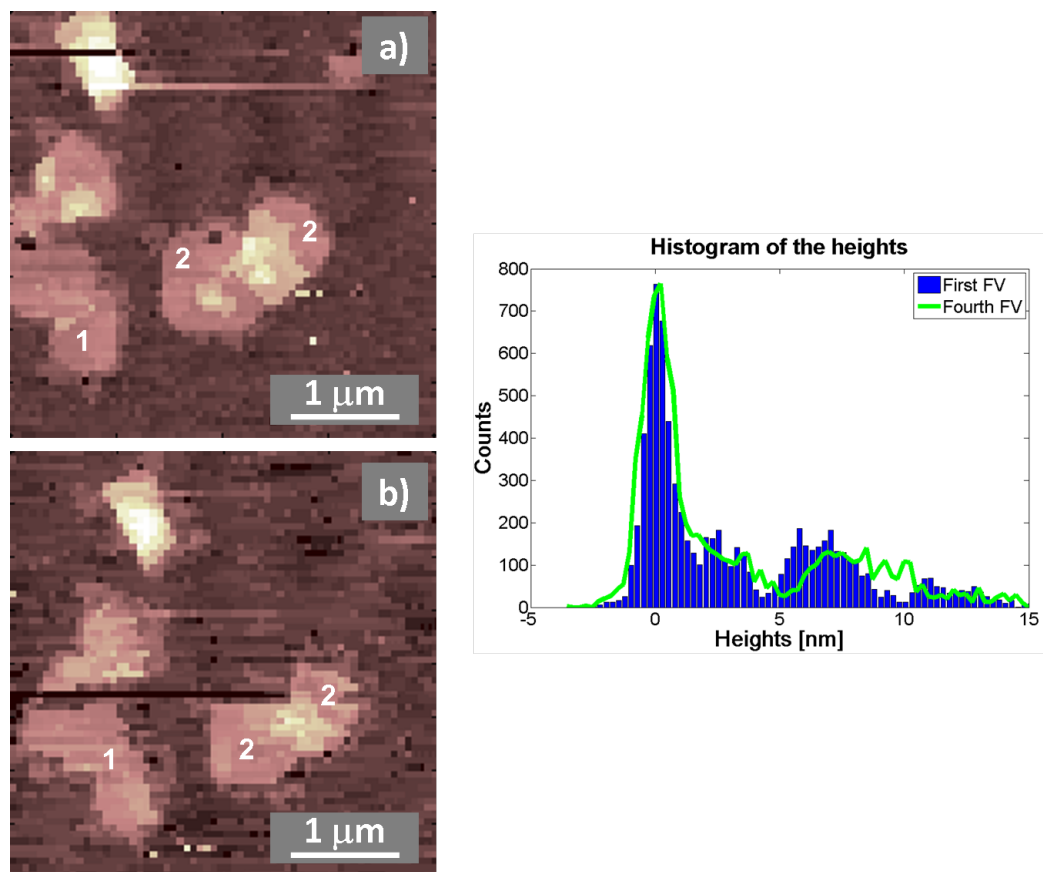 a)
2
2
1
1 μm
b)
2
2
1
1 μm
Histogram of the heights
First FV
Fourth FV
800
700
600
500
400
300
200
100
0
-5 0 5 10 15
Counts
Heights [nm]